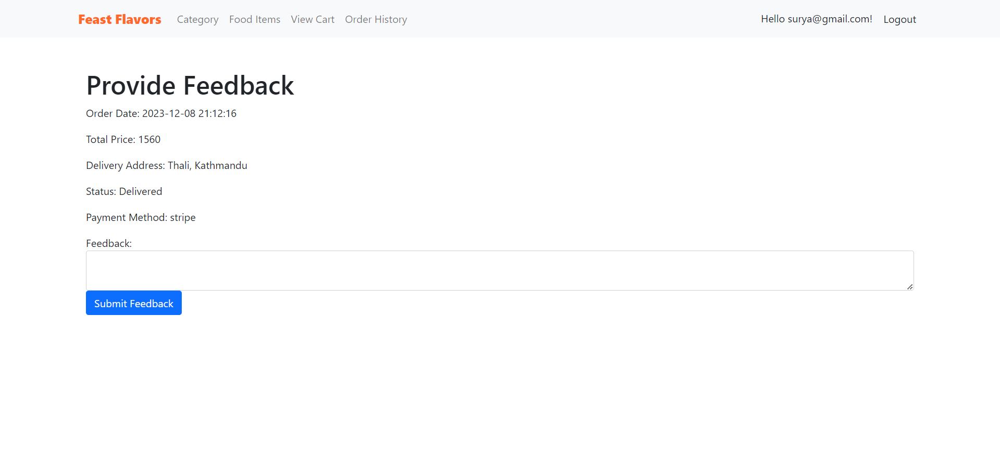 Feast Flavors Category Food Items View Cart Order History Hello surya@gmail.com! Logout
Provide Feedback
Order Date: 2023-12-08 21:12:16
Total Price: 1560
Delivery Address: Thali, Kathmandu
Status: Delivered
Payment Method: stripe
Feedback:
Submit Feedback